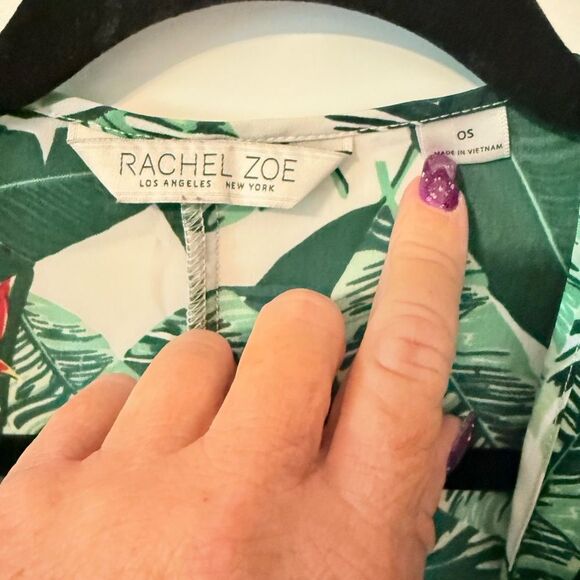 RACHEL ZOE
LOS ANGELES NEW YORK
OS
MADE IN VIETNAM